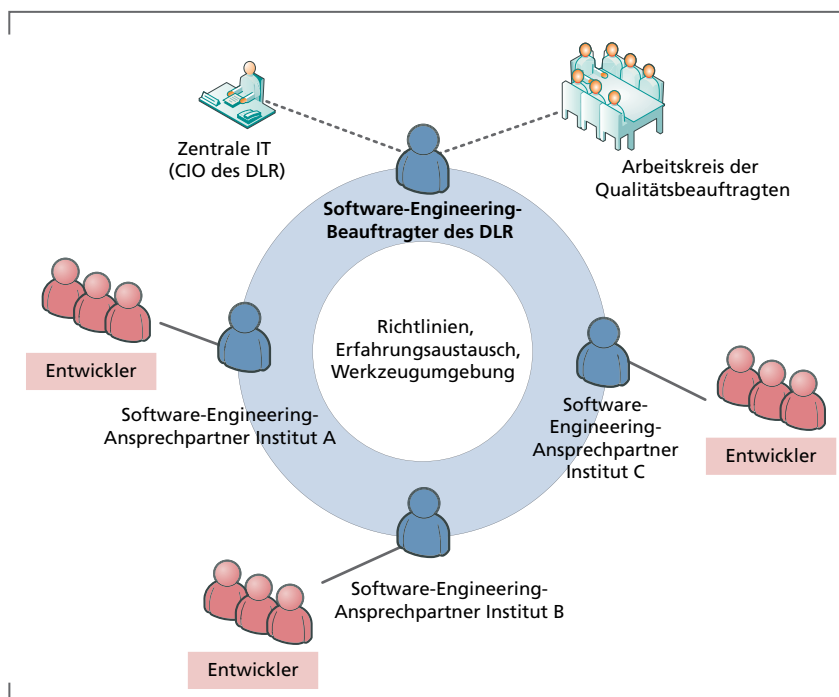 Zentrale IT
(CIO des DLR)
Arbeitskreis der
Qualitätsbeauftragten
Software-Engineering-
Beauftragter des DLR
Richtlinien,
Erfahrungsaustausch,
Werkzeugumgebung
Entwickler
Software-Engineering-
Ansprechpartner Institut A
Software-
Engineering-
Ansprechpartner
Institut C
Entwickler
Software-Engineering-
Ansprechpartner Institut B
Entwickler